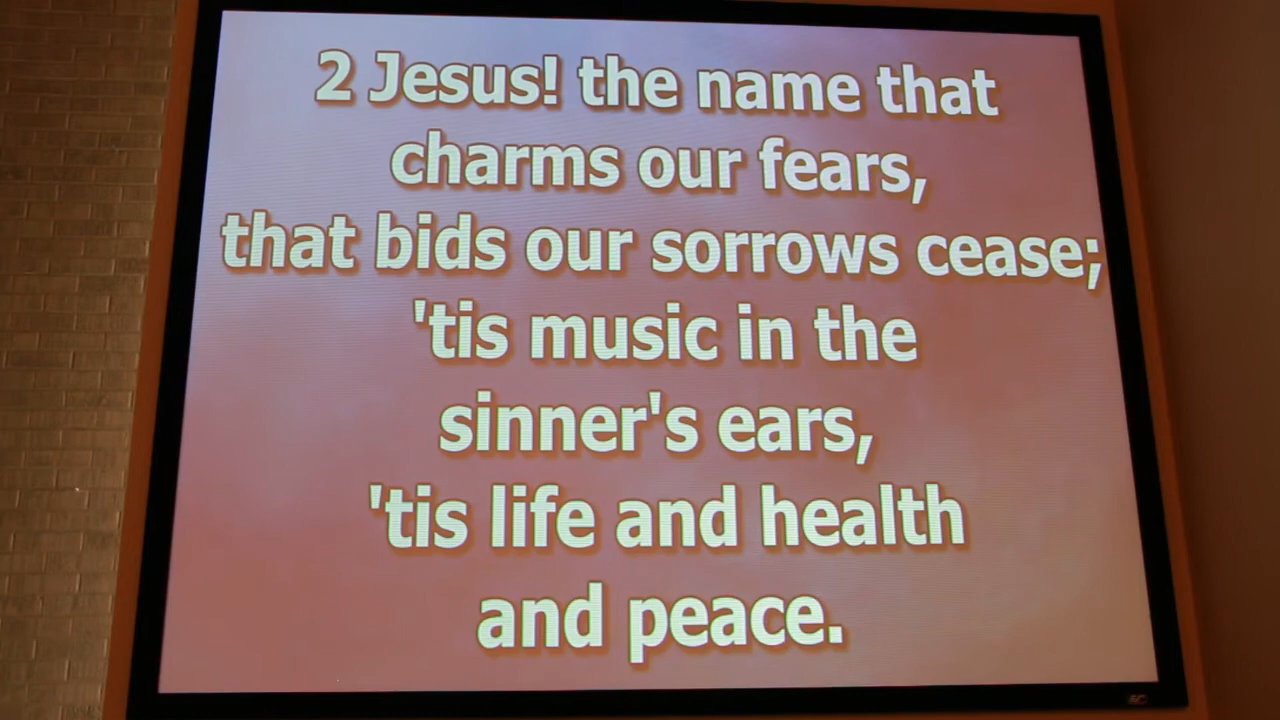 2 Jesus! the name that
charms our fears,
that bids our sorrows cease;
'tis music in the
sinner's ears,
'tis life and health
and peace.